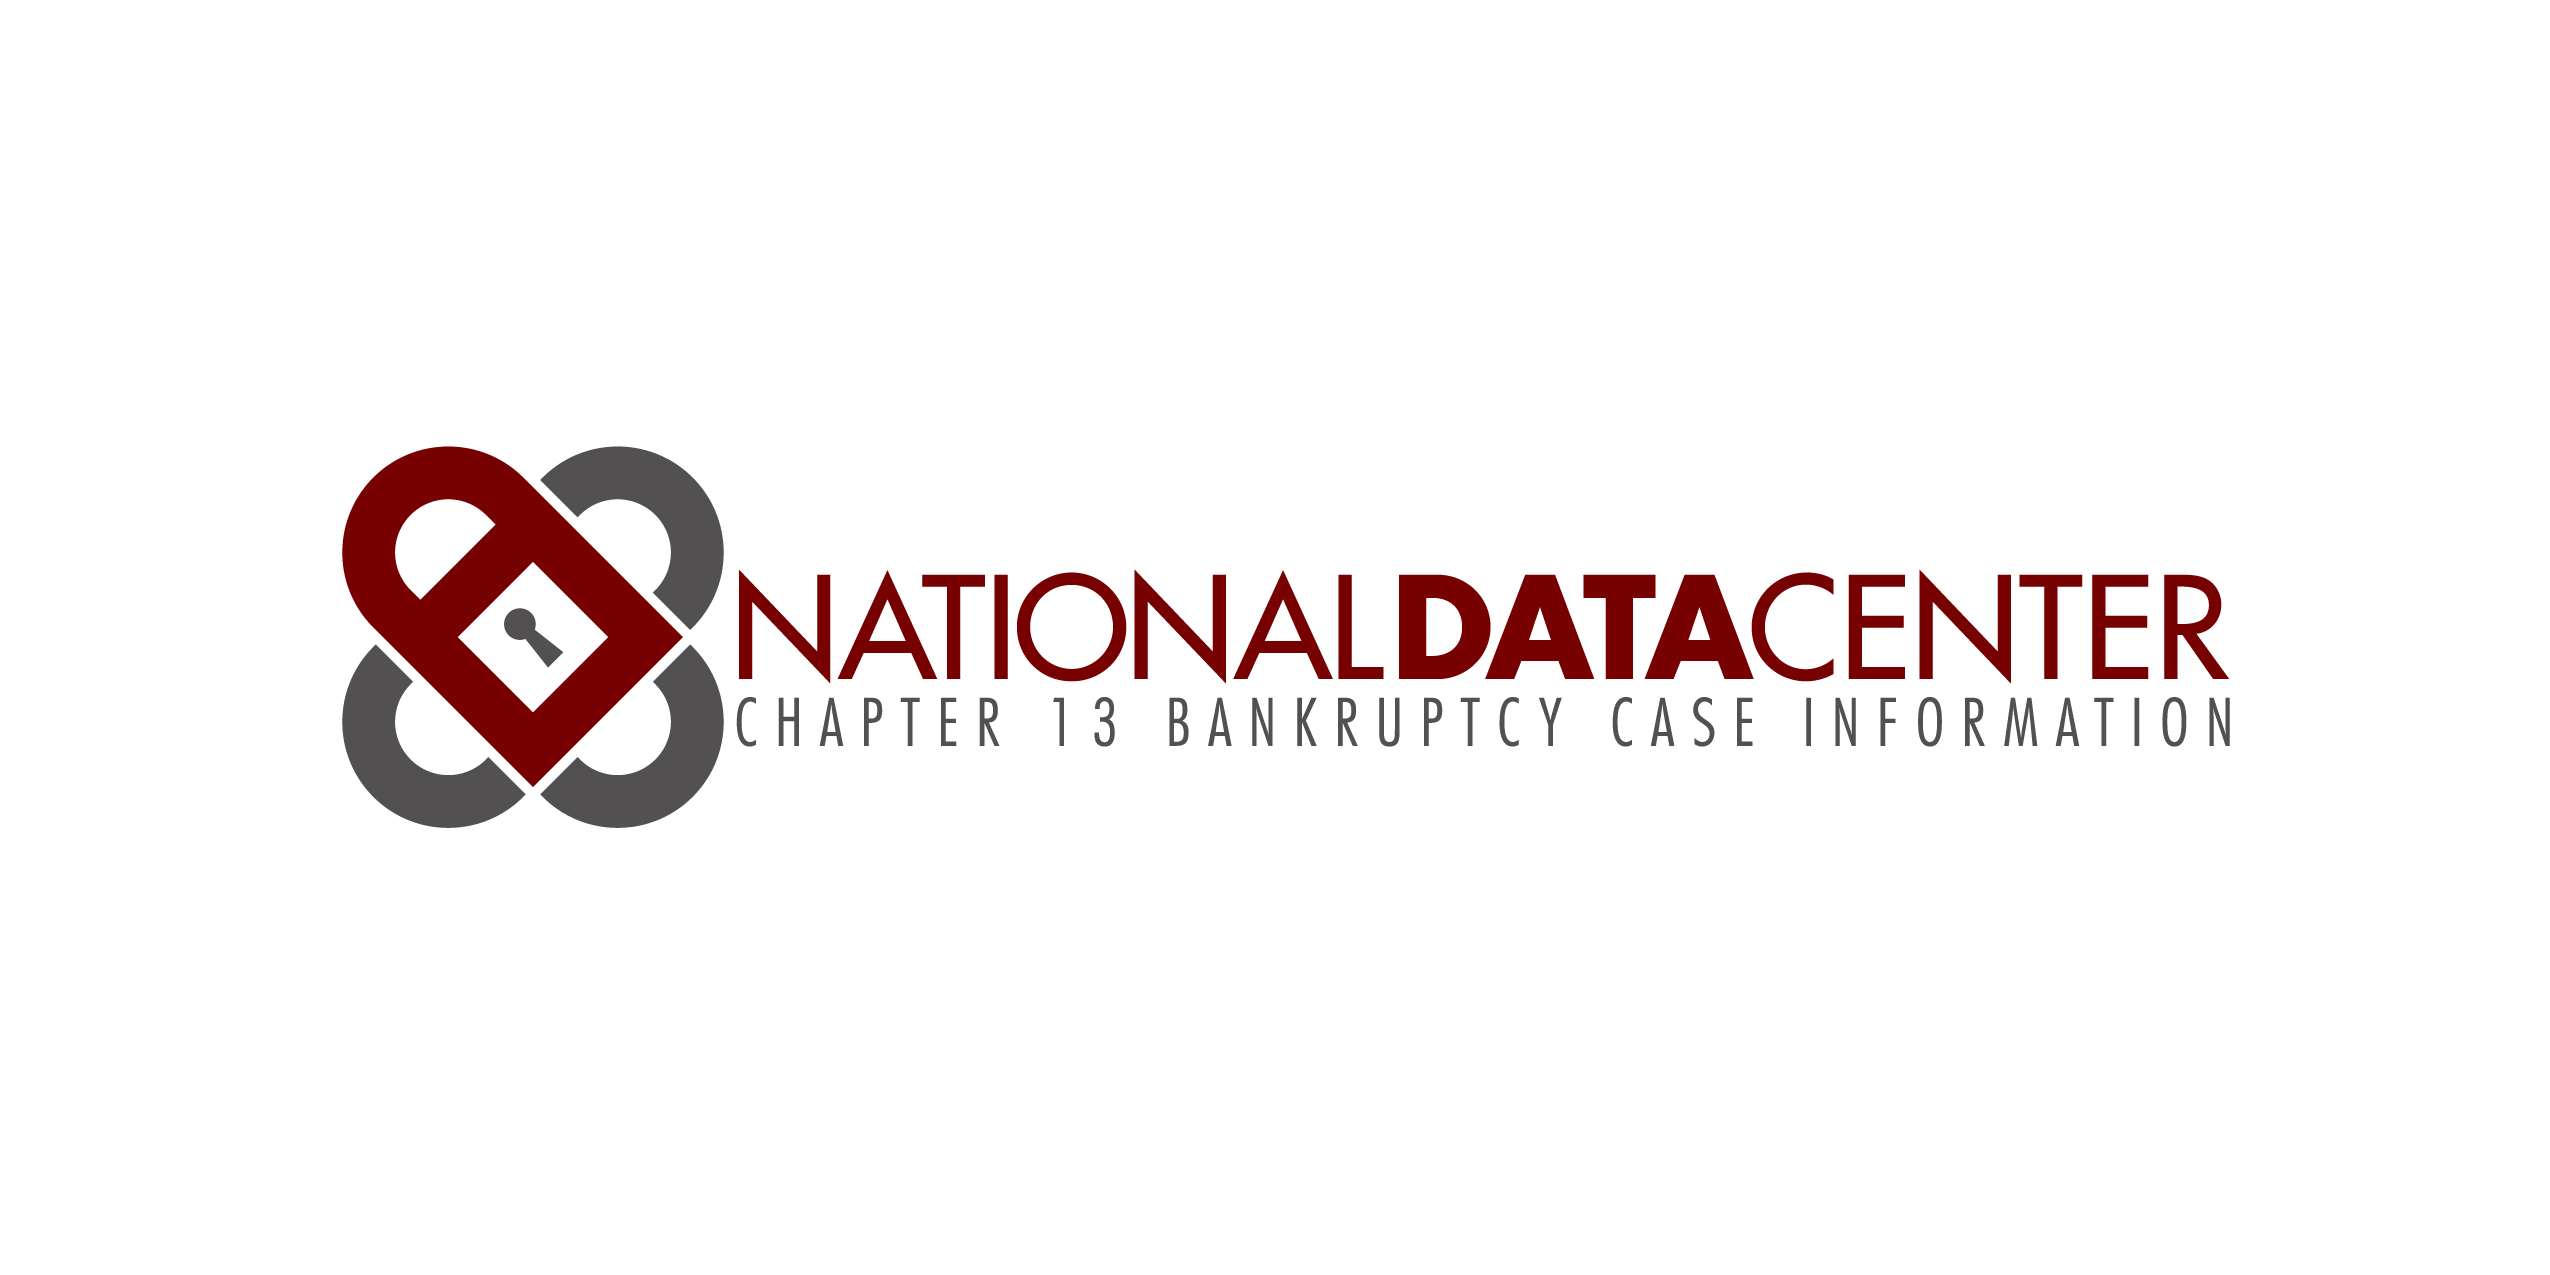 NATIONALDATACENTER
CHAPTER 13 BANKRUPTCY CASE INFORMATION